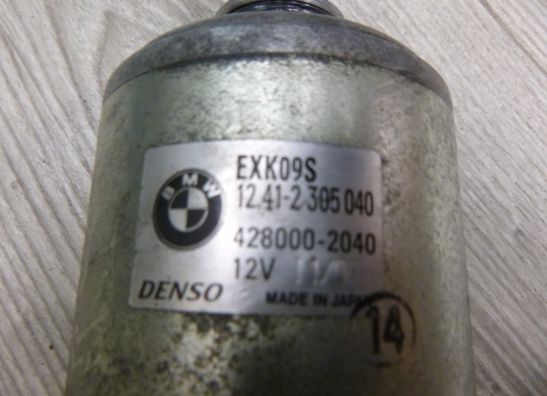 BMW
EXK09S
12.41-2 305 040
428000-2040
12V
DENSO MADE IN JAPAN
14